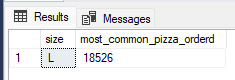 Results Messages
size most_common_pizza_orderd
1 L 18526